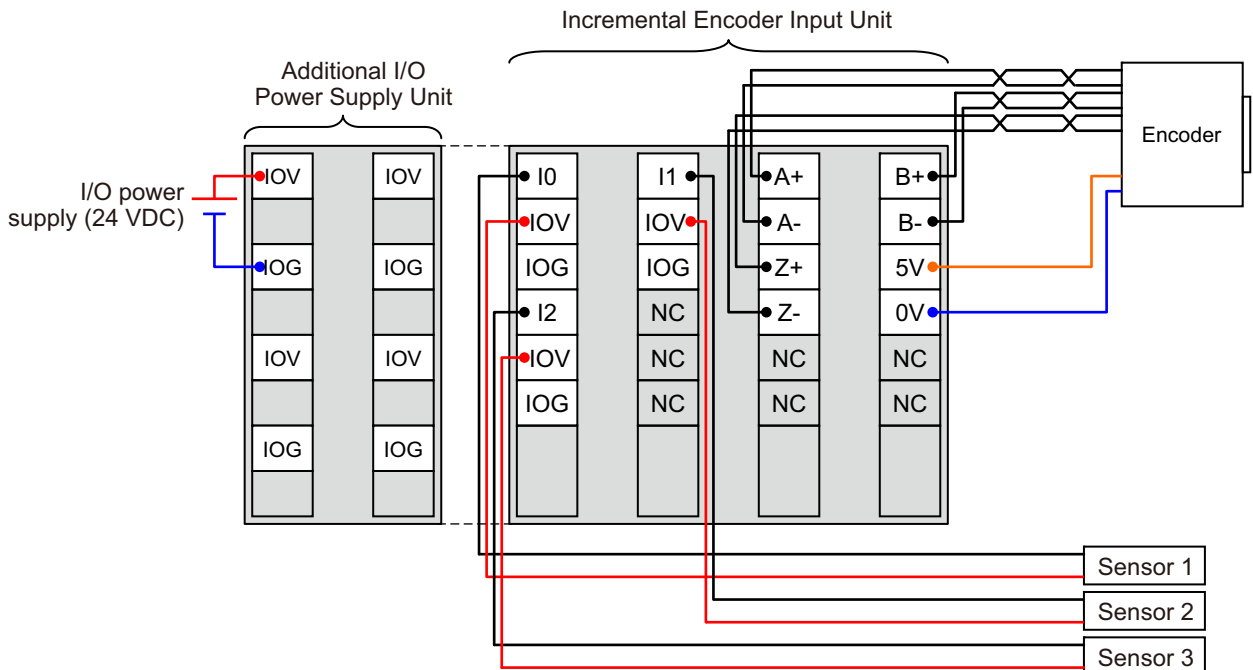 Incremental Encoder Input Unit
Additional I/O
Power Supply Unit
Encoder
I/O power
supply (24 VDC)
IOV IOV I0 I1 A+ B+
IOV IOV A- B-
IOG IOG IOG IOG Z+ 5V
I2 NC Z- 0V
IOV IOV IOV NC NC NC
IOG NC NC NC
IOG IOG
Sensor 1
Sensor 2
Sensor 3